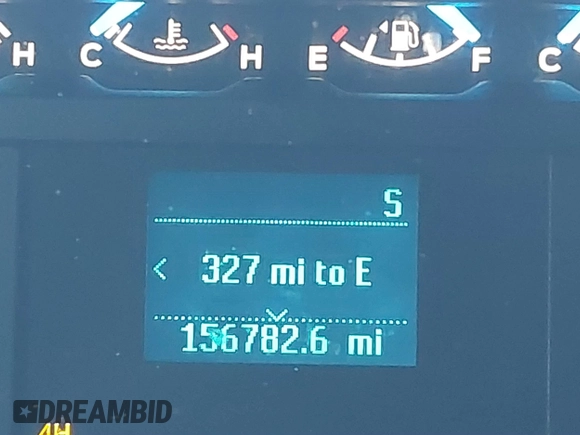 H C H E F C
S
< 327 mi to E
156782.6 mi
DREAMBID
4H